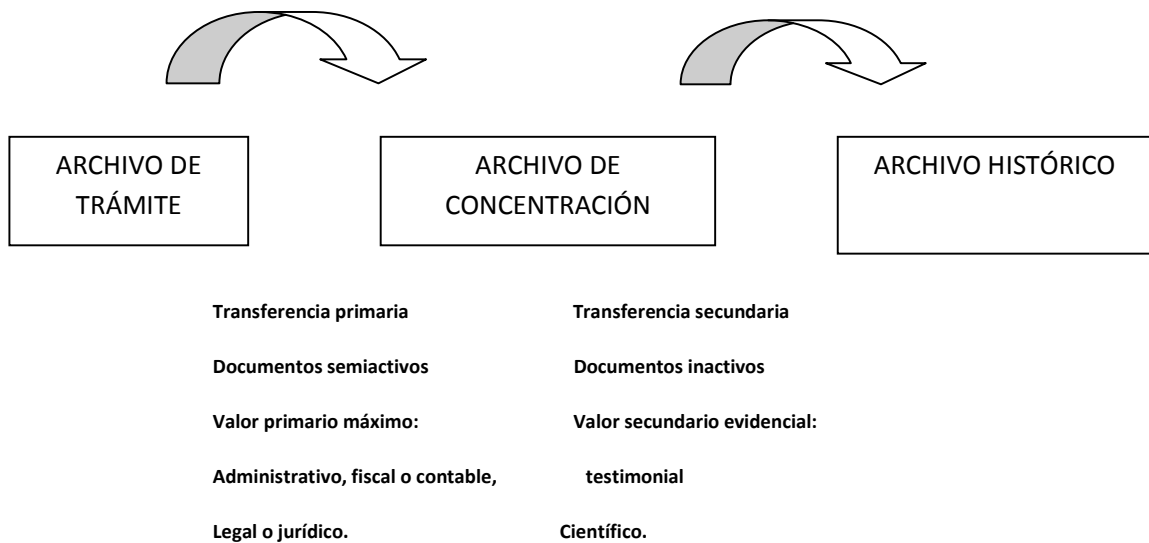 ARCHIVO DE
TRÁMITE
ARCHIVO DE
CONCENTRACIÓN
ARCHIVO HISTÓRICO
Transferencia primaria
Transferencia secundaria
Documentos semiactivos
Documentos inactivos
Valor primario máximo:
Valor secundario evidencial:
Administrativo, fiscal o contable,
testimonial
Legal o jurídico.
Científico.